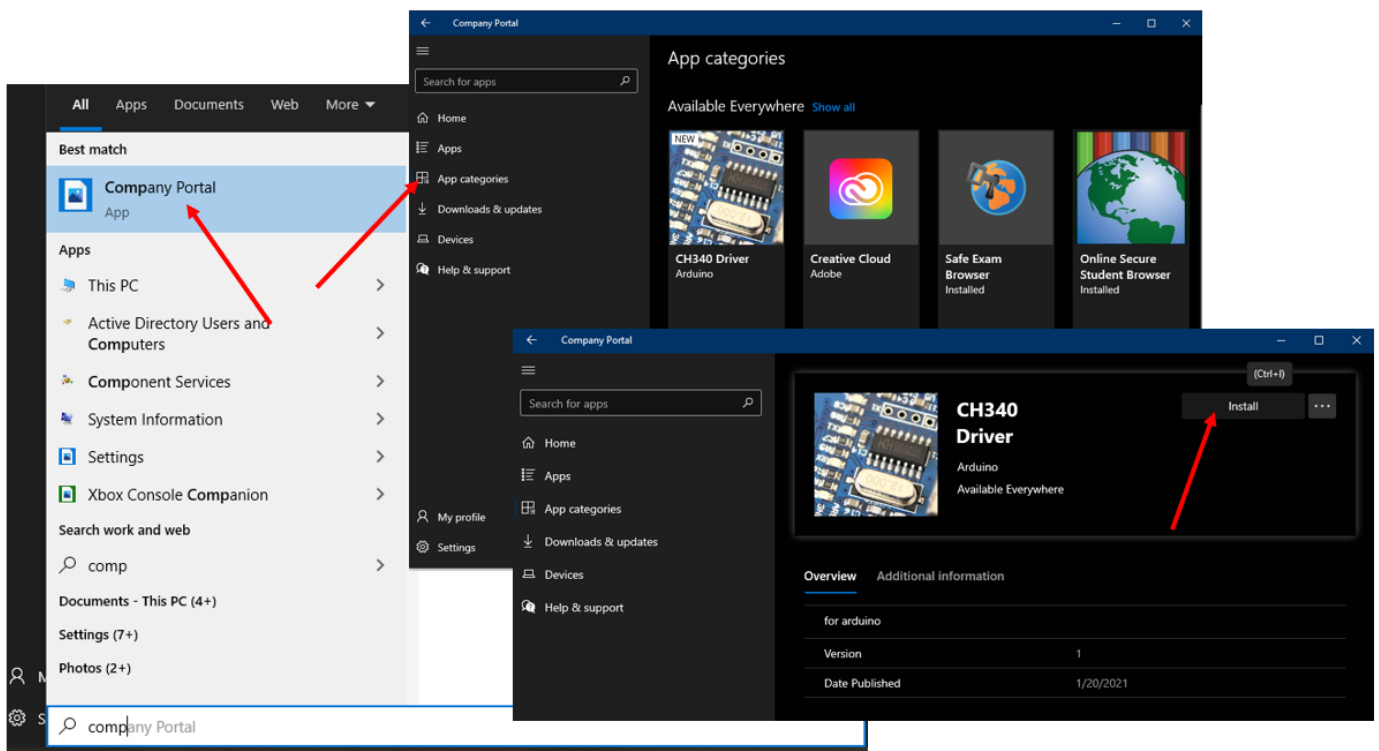 All Apps Documents Web More
Best match
Company Portal
App
Apps
This PC
Active Directory Users and
Computers
Component Services
System Information
Settings
Xbox Console Companion
Search work and web
comp
Documents - This PC (4+)
Settings (7+)
Photos (2+)
company Portal
Company Portal
Search for apps
Home
Apps
App categories
Downloads & updates
Devices
Help & support
My profile
Settings
App categories
Available Everywhere Show all
NEW
CH340 Driver
Arduino
Creative Cloud
Adobe
Safe Exam
Browser
Installed
Online Secure
Student Browser
Installed
Company Portal
Search for apps
Home
Apps
App categories
Downloads & updates
Devices
Help & support
(Ctrl+I)
Install
CH340
Driver
Arduino
Available Everywhere
Overview Additional information
for arduino
Version 1
Date Published 1/20/2021